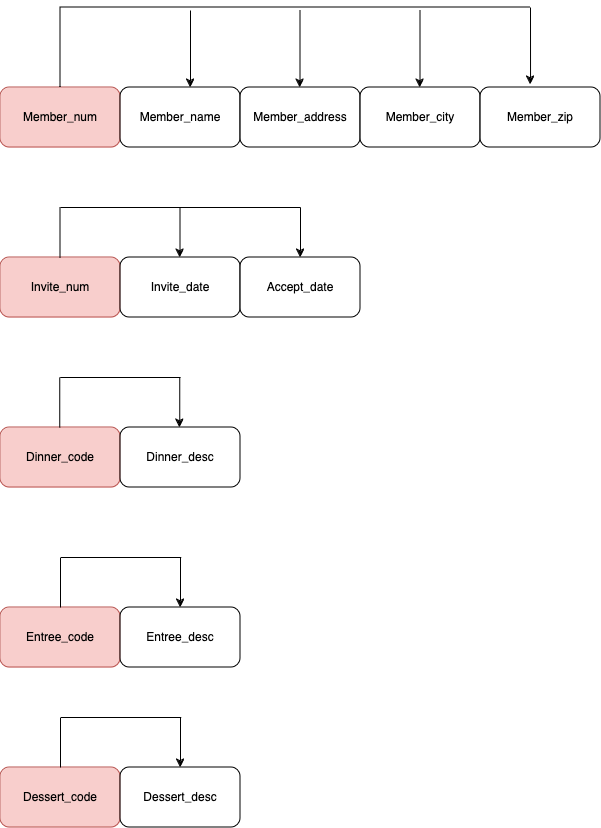 Member_num Member_name Member_address Member_city Member_zip
Invite_num Invite_date Accept_date
Dinner_code Dinner_desc
Entree_code Entree_desc
Dessert_code Dessert_desc